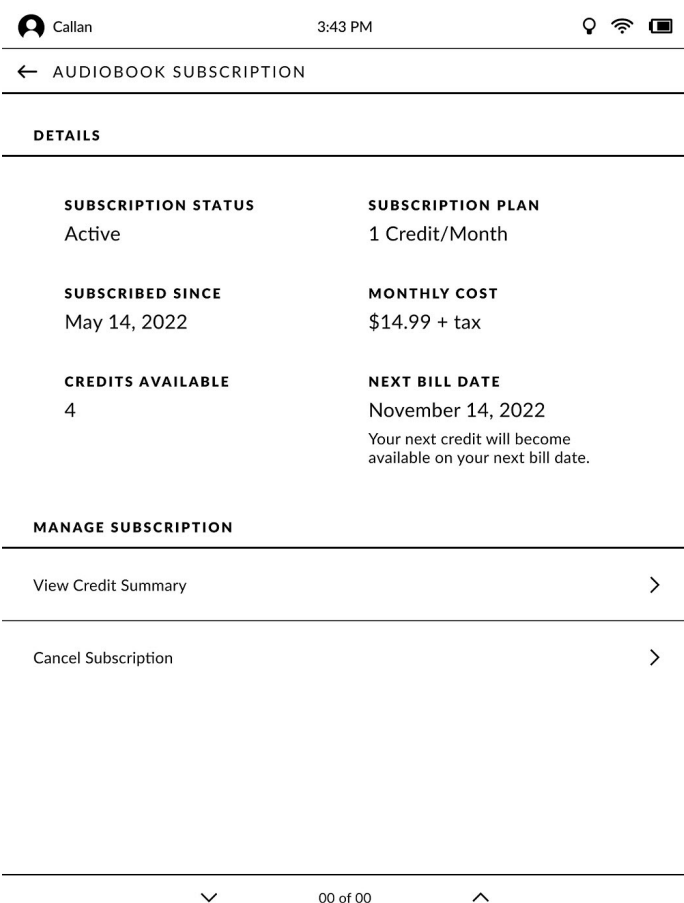 Callan
3:43 PM
AUDIOBOOK SUBSCRIPTION
DETAILS
SUBSCRIPTION STATUS
Active
SUBSCRIPTION PLAN
1 Credit/Month
SUBSCRIBED SINCE
May 14, 2022
MONTHLY COST
$14.99 + tax
CREDITS AVAILABLE
4
NEXT BILL DATE
November 14, 2022
Your next credit will become
available on your next bill date.
MANAGE SUBSCRIPTION
View Credit Summary
Cancel Subscription
00 of 00